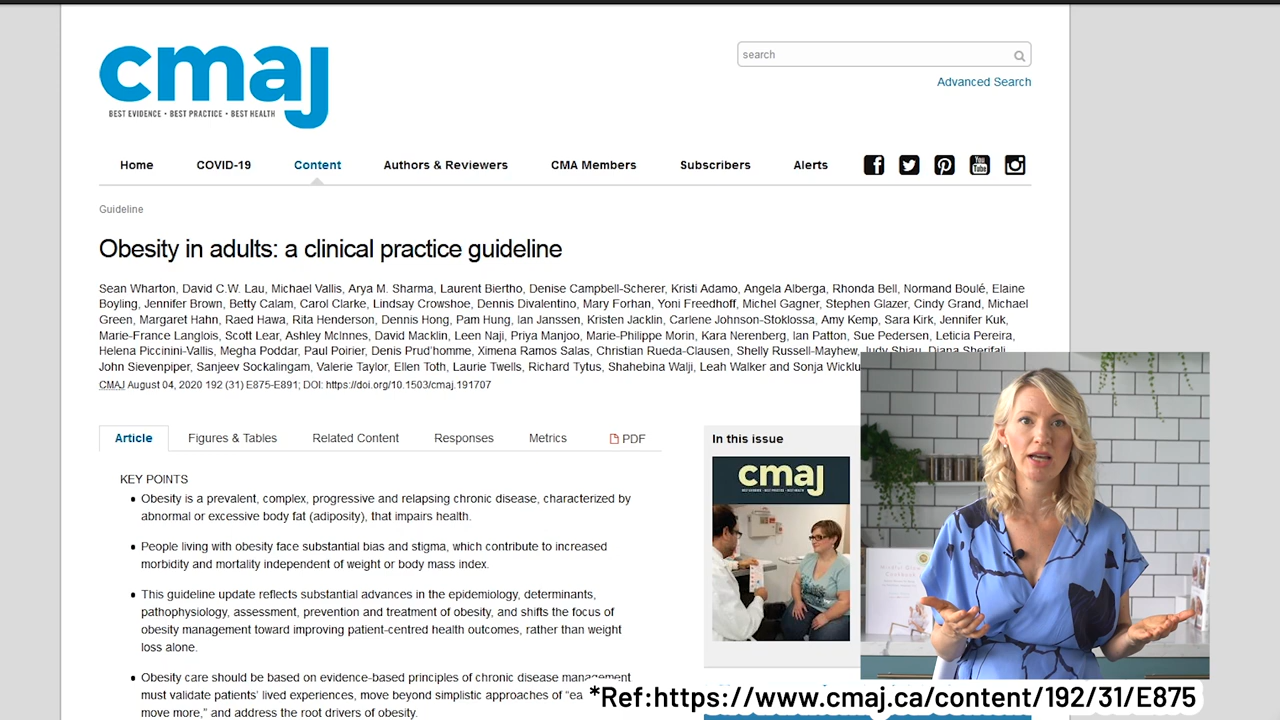 cmaj
BEST EVIDENCE • BEST PRACTICE • BEST HEALTH
search
Advanced Search
Home COVID-19 Content Authors & Reviewers CMA Members Subscribers Alerts
You
Tube
Guideline
Obesity in adults: a clinical practice guideline
Sean Wharton, David C.W. Lau, Michael Vallis, Arya M. Sharma, Laurent Biertho, Denise Campbell-Scherer, Kristi Adamo, Angela Alberga, Rhonda Bell, Normand Boulé, Elaine
Boyling, Jennifer Brown, Betty Calam, Carol Clarke, Lindsay Crowshoe, Dennis Divalentino, Mary Forhan, Yoni Freedhoff, Michel Gagner, Stephen Glazer, Cindy Grand, Michael
Green, Margaret Hahn, Raed Hawa, Rita Henderson, Dennis Hong, Pam Hung, Ian Janssen, Kristen Jacklin, Carlene Johnson-Stoklossa, Amy Kemp, Sara Kirk, Jennifer Kuk,
Marie-France Langlois, Scott Lear, Ashley McInnes, David Macklin, Leen Naji, Priya Manjoo, Marie-Philippe Morin, Kara Nerenberg, Ian Patton, Sue Pedersen, Leticia Pereira,
Helena Piccinini-Vallis, Megha Poddar, Paul Poirier, Denis Prud'homme, Ximena Ramos Salas, Christian Rueda-Clausen, Shelly Russell-Mayhew, Judy Shiau, Diana Sherifali,
John Sievenpiper, Sanjeev Sockalingam, Valerie Taylor, Ellen Toth, Laurie Twells, Richard Tytus, Shahebina Walji, Leah Walker and Sonja Wicklu
CMAJ August 04, 2020 192 (31) E875-E891; DOI: https://doi.org/10.1503/cmaj.191707
Article Figures & Tables Related Content Responses Metrics PDF
In this issue
cmaj
KEY POINTS
• Obesity is a prevalent, complex, progressive and relapsing chronic disease, characterized by
abnormal or excessive body fat (adiposity), that impairs health.
• People living with obesity face substantial bias and stigma, which contribute to increased
morbidity and mortality independent of weight or body mass index.
• This guideline update reflects substantial advances in the epidemiology, determinants,
pathophysiology, assessment, prevention and treatment of obesity, and shifts the focus of
obesity management toward improving patient-centred health outcomes, rather than weight
loss alone.
• Obesity care should be based on evidence-based principles of chronic disease management
must validate patients' lived experiences, move beyond simplistic approaches of "ea
move more," and address the root drivers of obesity.
*Ref:https://www.cmaj.ca/content/192/31/E875